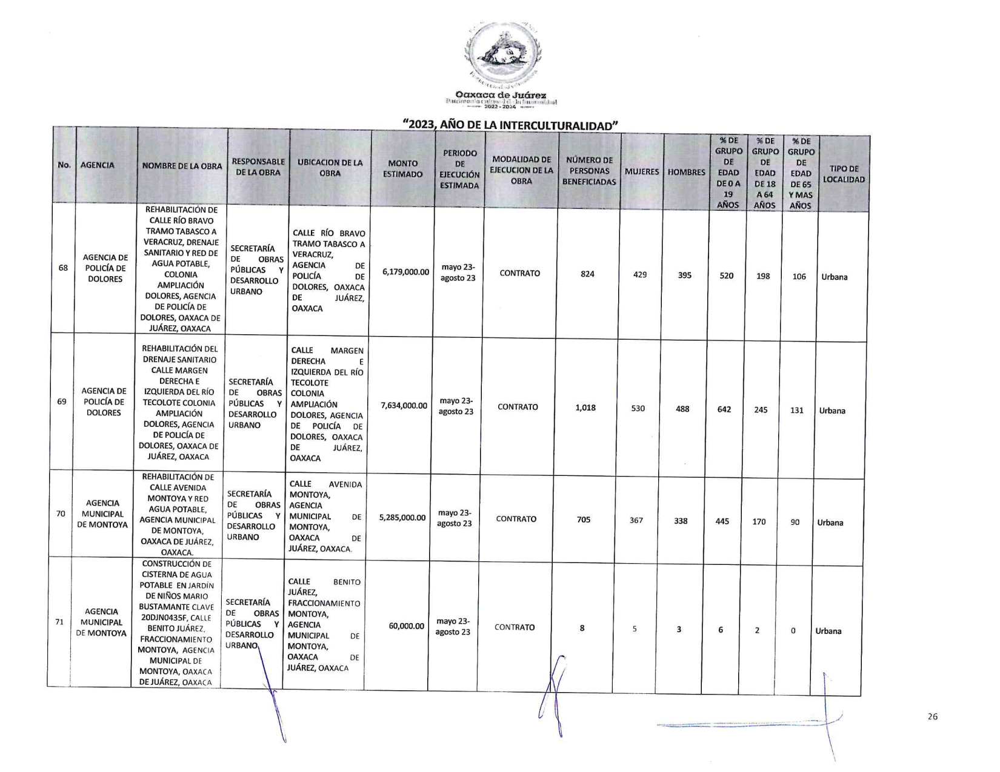 Oaxaca de Juárez
2022 - 2024
“2023, AÑO DE LA INTERCULTURALIDAD”
No.
AGENCIA
NOMBRE DE LA OBRA
RESPONSABLE
DE LA OBRA
UBICACION DE LA
OBRA
MONTO
ESTIMADO
PERIODO
DE
EJECUCIÓN
ESTIMADA
MODALIDAD DE
EJECUCION DE LA
OBRA
NÚMERO DE
PERSONAS
BENEFICIADAS
MUJERES
HOMBRES
% DE
GRUPO
DE
EDAD
DE 0 A
19
AÑOS
% DE
GRUPO
DE
EDAD
DE 18
A 64
AÑOS
% DE
GRUPO
DE
EDAD
DE 65
Y MAS
AÑOS
TIPO DE
LOCALIDAD
68
AGENCIA DE
POLICÍA DE
DOLORES
REHABILITACIÓN DE
CALLE RÍO BRAVO
TRAMO TABASCO A
VERACRUZ, DRENAJE
SANITARIO Y RED DE
AGUA POTABLE,
COLONIA
AMPLIACIÓN
DOLORES, AGENCIA
DE POLICÍA DE
DOLORES, OAXACA DE
JUÁREZ, OAXACA
SECRETARÍA
DE OBRAS
PÚBLICAS Y
DESARROLLO
URBANO
CALLE RÍO BRAVO
TRAMO TABASCO A
VERACRUZ,
AGENCIA DE
POLICÍA DE
DOLORES, OAXACA
DE JUÁREZ,
OAXACA
6,179,000.00
mayo 23-
agosto 23
CONTRATO
824
429
395
520
198
106
Urbana
69
AGENCIA DE
POLICÍA DE
DOLORES
REHABILITACIÓN DEL
DRENAJE SANITARIO
CALLE MARGEN
DERECHA E
IZQUIERDA DEL RÍO
TECOLOTE COLONIA
AMPLIACIÓN
DOLORES, AGENCIA
DE POLICÍA DE
DOLORES, OAXACA DE
JUÁREZ, OAXACA
SECRETARÍA
DE OBRAS
PÚBLICAS Y
DESARROLLO
URBANO
CALLE MARGEN
DERECHA E
IZQUIERDA DEL RÍO
TECOLOTE
COLONIA
AMPLIACIÓN
DOLORES, AGENCIA
DE POLICÍA DE
DOLORES, OAXACA
DE JUÁREZ,
OAXACA
7,634,000.00
mayo 23-
agosto 23
CONTRATO
1,018
530
488
642
245
131
Urbana
70
AGENCIA
MUNICIPAL
DE MONTOYA
REHABILITACIÓN DE
CALLE AVENIDA
MONTOYA Y RED
AGUA POTABLE,
AGENCIA MUNICIPAL
DE MONTOYA,
OAXACA DE JUÁREZ,
OAXACA.
SECRETARÍA
DE OBRAS
PÚBLICAS Y
DESARROLLO
URBANO
CALLE AVENIDA
MONTOYA,
AGENCIA
MUNICIPAL DE
MONTOYA,
OAXACA DE
JUÁREZ, OAXACA.
5,285,000.00
mayo 23-
agosto 23
CONTRATO
705
367
338
445
170
90
Urbana
71
AGENCIA
MUNICIPAL
DE MONTOYA
CONSTRUCCIÓN DE
CISTERNA DE AGUA
POTABLE EN JARDÍN
DE NIÑOS MARIO
BUSTAMANTE CLAVE
20DJN0435F, CALLE
BENITO JUÁREZ,
FRACCIONAMIENTO
MONTOYA, AGENCIA
MUNICIPAL DE
MONTOYA, OAXACA
DE JUÁREZ, OAXACA
SECRETARÍA
DE OBRAS
PÚBLICAS Y
DESARROLLO
URBANO
CALLE BENITO
JUÁREZ,
FRACCIONAMIENTO
MONTOYA,
AGENCIA
MUNICIPAL DE
MONTOYA,
OAXACA DE
JUÁREZ, OAXACA
60,000.00
mayo 23-
agosto 23
CONTRATO
8
5
3
6
2
0
Urbana
26